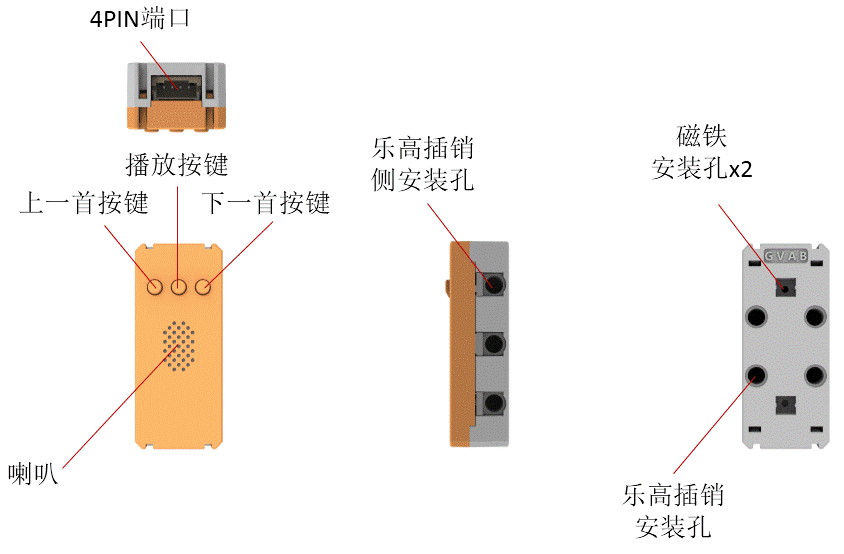 4PIN端口
播放按键
上一首按键
下一首按键
喇叭
乐高插销
侧安装孔
磁铁
安装孔x2
GVAB
乐高插销
安装孔